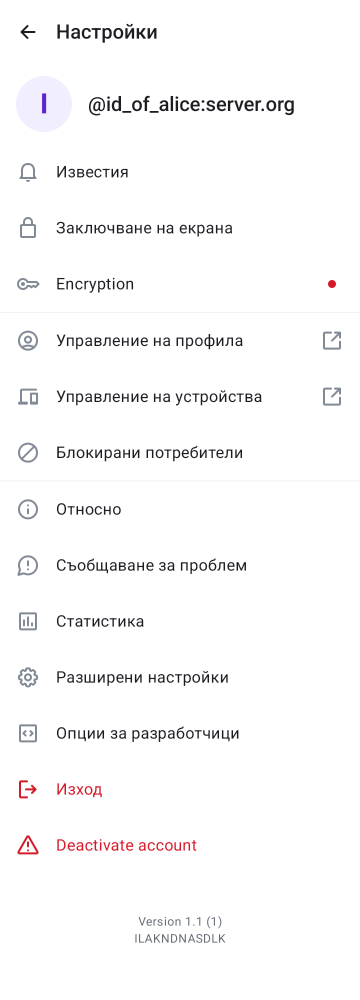 Настройки
I
@id_of_alice:server.org
Известия
Заключване на екрана
Encryption
Управление на профила
Управление на устройства
Блокирани потребители
Относно
Съобщаване за проблем
Статистика
Разширени настройки
Опции за разработчици
Изход
Deactivate account
Version 1.1 (1)
ILAKNDNASDLK